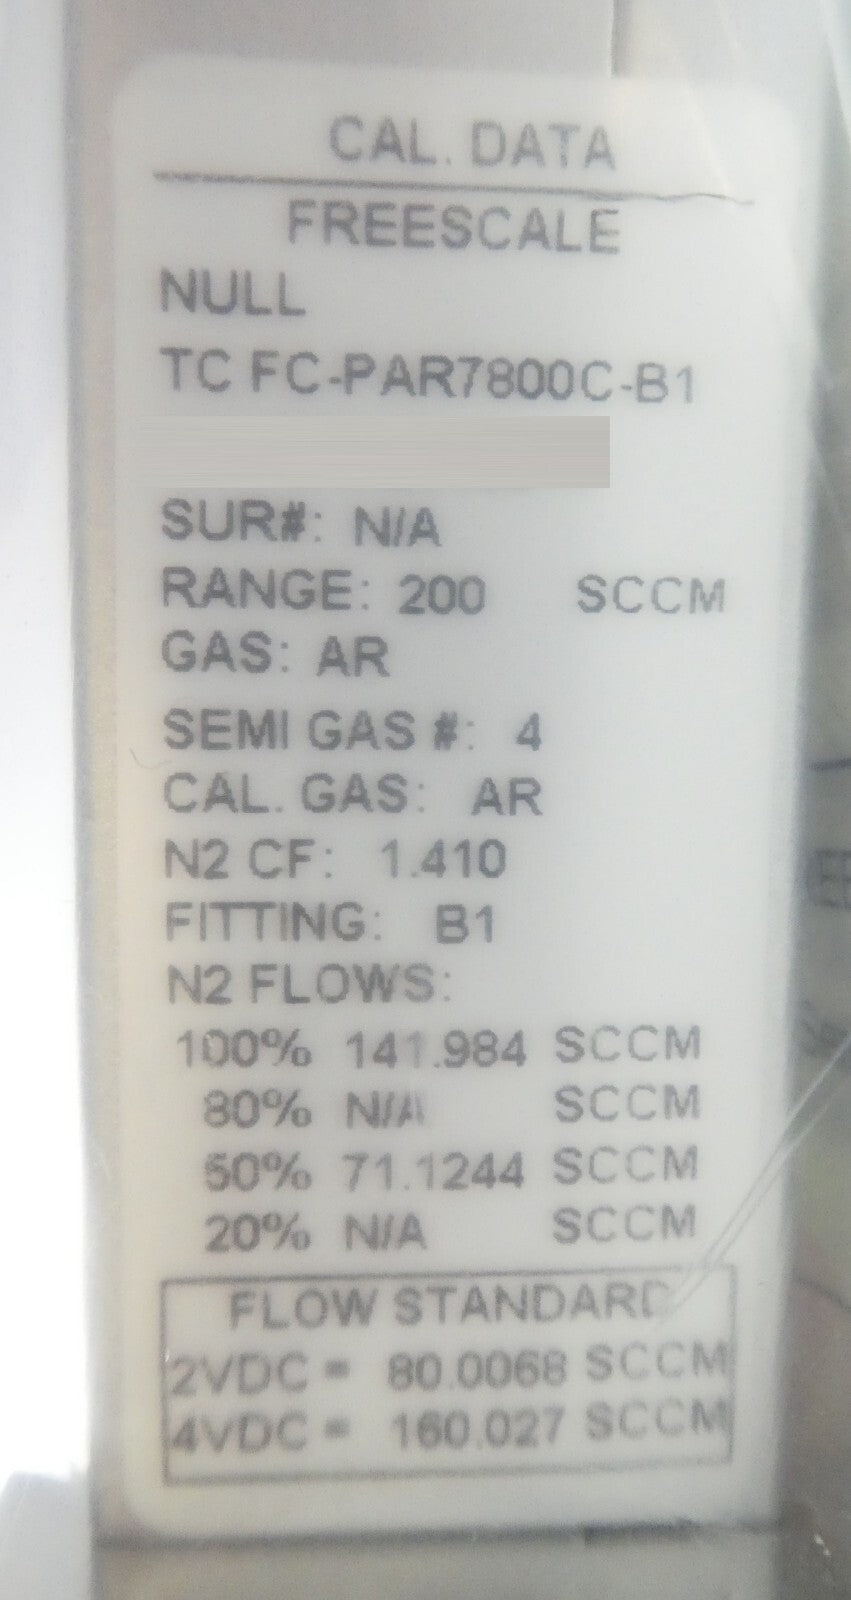 CAL. DATA
FREESCALE
NULL
TC FC-PAR7800C-B1
SUR#: N/A
RANGE: 200 SCCM
GAS: AR
SEMI GAS #: 4
CAL. GAS: AR
N2 CF: 1.410
FITTING: B1
N2 FLOWS:
100% 141.984 SCCM
80% N/A SCCM
50% 71.1244 SCCM
20% N/A SCCM
FLOW STANDARD
2VDC = 80.0068 SCCM
4VDC = 160.027 SCCM